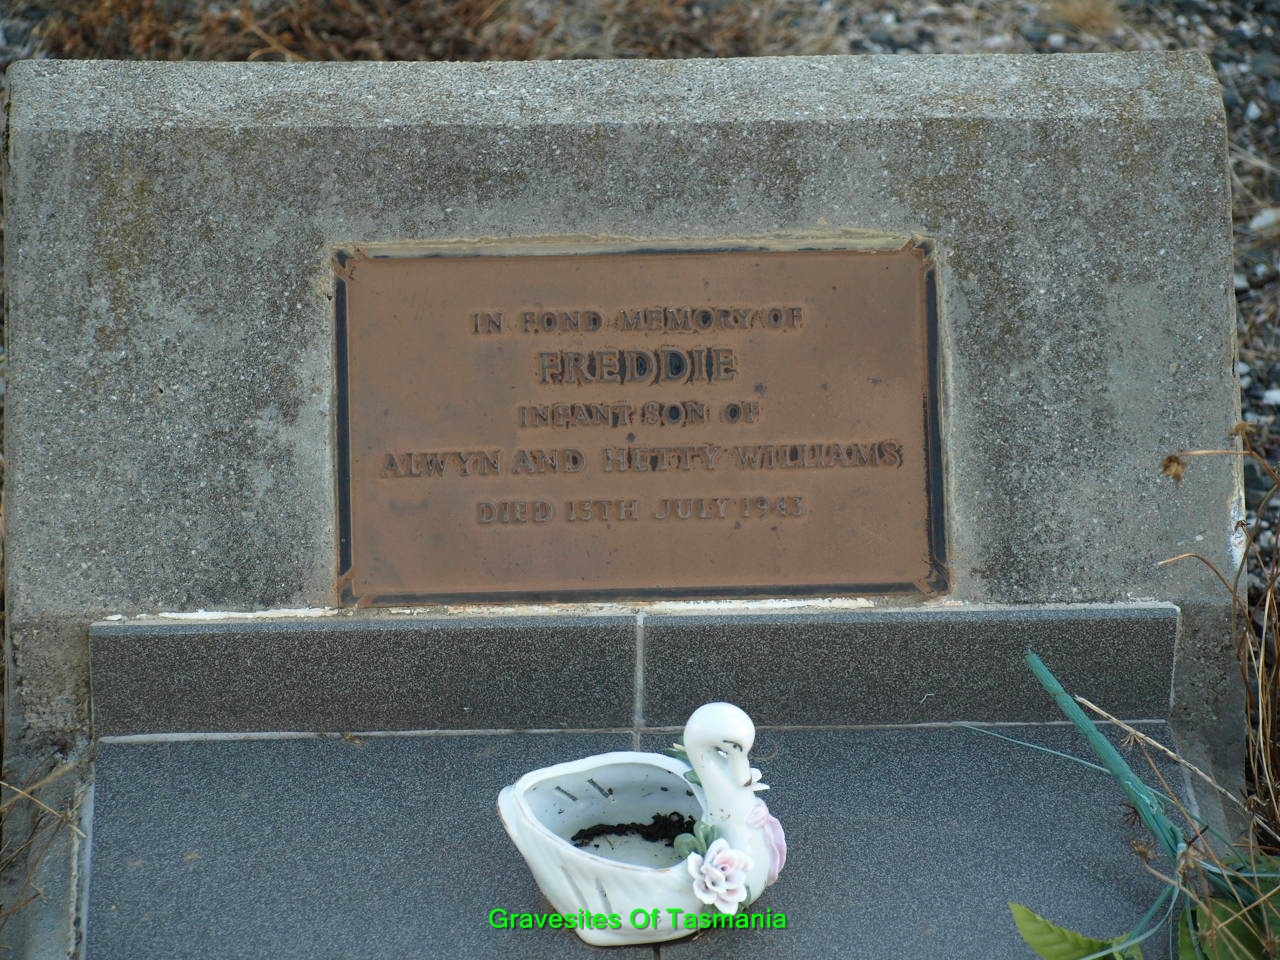 IN FOND MEMORY OF
FREDDIE
INFANT SON OF
ALWYN AND HETTY WILLIAMS
DIED 15TH JULY 1943
Gravesites Of Tasmania